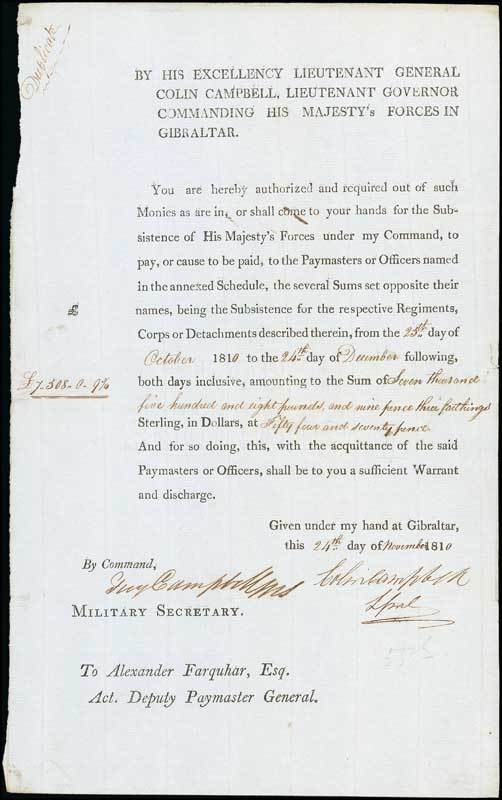 Duplicate
BY HIS EXCELLENCY LIEUTENANT GENERAL
COLIN CAMPBELL, LIEUTENANT GOVERNOR
COMMANDING HIS MAJESTY's FORCES IN
GIBRALTAR.
You are hereby authorized and required out of such
Monies as are in, or shall come to your hands for the Sub-
sistence of His Majesty's Forces under my Command, to
pay, or cause to be paid, to the Paymasters or Officers named
in the annexed Schedule, the several Sums set opposite their
names, being the Subsistence for the respective Regiments,
£
Corps or Detachments described therein, from the 25th day of
October 1810 to the 24th day of December following,
£7.508-0-9¾ both days inclusive, amounting to the Sum of Seven thousand
five hundred and eight pounds, and nine pence three farthings
Sterling, in Dollars, at Fifty four and seventy pence
And for so doing, this, with the acquittance of the said
Paymasters or Officers, shall be to you a sufficient Warrant
and discharge.
Given under my hand at Gibraltar,
this 24th day of November 1810
By Command,
Campbell
Colin Campbell
MILITARY SECRETARY.
To Alexander Farquhar, Esq.
Act. Deputy Paymaster General.